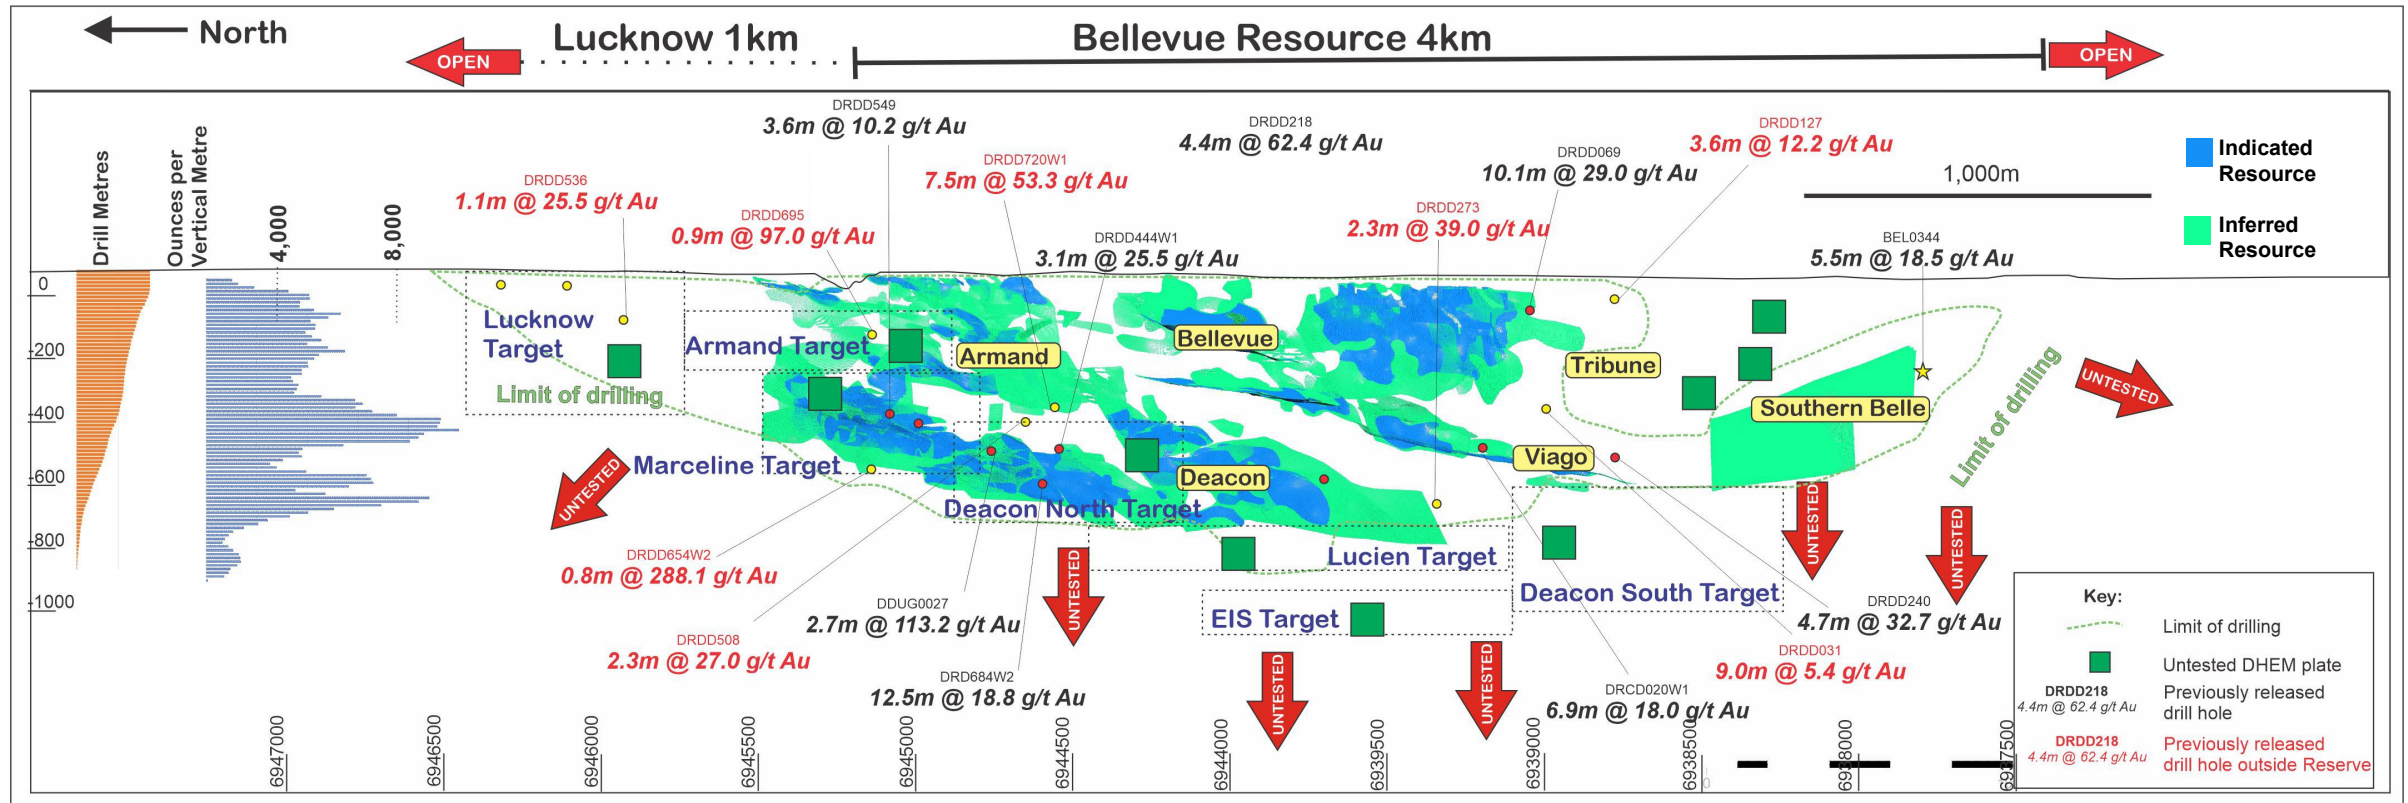 North
Lucknow 1km
Bellevue Resource 4km
OPEN
OPEN
DRDD549
3.6m @ 10.2 g/t Au
DRDD218
4.4m @ 62.4 g/t Au
DRDD127
3.6m @ 12.2 g/t Au
DRDD720W1
7.5m @ 53.3 g/t Au
DRDD069
10.1m @ 29.0 g/t Au
DRDD536
1.1m @ 25.5 g/t Au
DRDD695
0.9m @ 97.0 g/t Au
DRDD273
2.3m @ 39.0 g/t Au
DRDD444W1
3.1m @ 25.5 g/t Au
BEL0344
5.5m @ 18.5 g/t Au
1,000m
Indicated
Resource
Inferred
Resource
Drill Metres
Ounces per
Vertical Metre
4,000
8,000
0
-200
-400
-600
-800
-1000
Lucknow
Target
Limit of drilling
Armand Target
Armand
Bellevue
Tribune
Southern Belle
Limit of drilling
UNTESTED
Marceline Target
Deacon
Viago
Deacon North Target
UNTESTED
Lucien Target
Deacon South Target
EIS Target
UNTESTED
UNTESTED
UNTESTED
UNTESTED
UNTESTED
DRDD654W2
0.8m @ 288.1 g/t Au
DDUG0027
2.7m @ 113.2 g/t Au
DRDD508
2.3m @ 27.0 g/t Au
DRD684W2
12.5m @ 18.8 g/t Au
DRDD240
4.7m @ 32.7 g/t Au
DRDD031
9.0m @ 5.4 g/t Au
DRCD020W1
6.9m @ 18.0 g/t Au
Key:
Limit of drilling
Untested DHEM plate
DRDD218
4.4m @ 62.4 g/t Au
Previously released
drill hole
DRDD218
4.4m @ 62.4 g/t Au
Previously released
drill hole outside Reserve
6947000
6946500
6946000
6945500
6945000
6944500
6944000
6939500
6939000
6938500
6938000
6937500
0